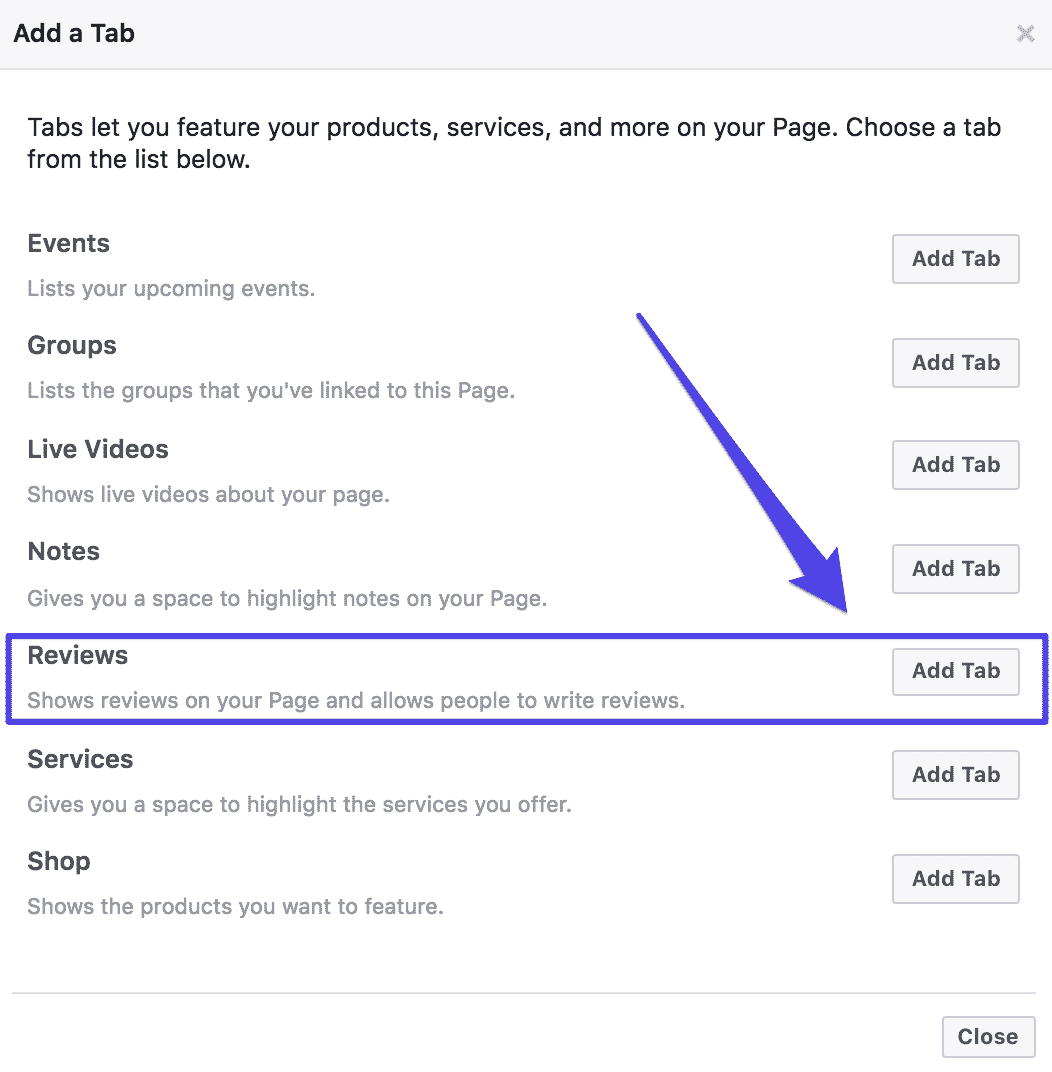 Add a Tab
Tabs let you feature your products, services, and more on your Page. Choose a tab
from the list below.
Events
Add Tab
Lists your upcoming events.
Groups
Add Tab
Lists the groups that you've linked to this Page.
Live Videos
Add Tab
Shows live videos about your page.
Notes
Add Tab
Gives you a space to highlight notes on your Page.
Reviews
Add Tab
Shows reviews on your Page and allows people to write reviews.
Services
Add Tab
Gives you a space to highlight the services you offer.
Shop
Add Tab
Shows the products you want to feature.
Close